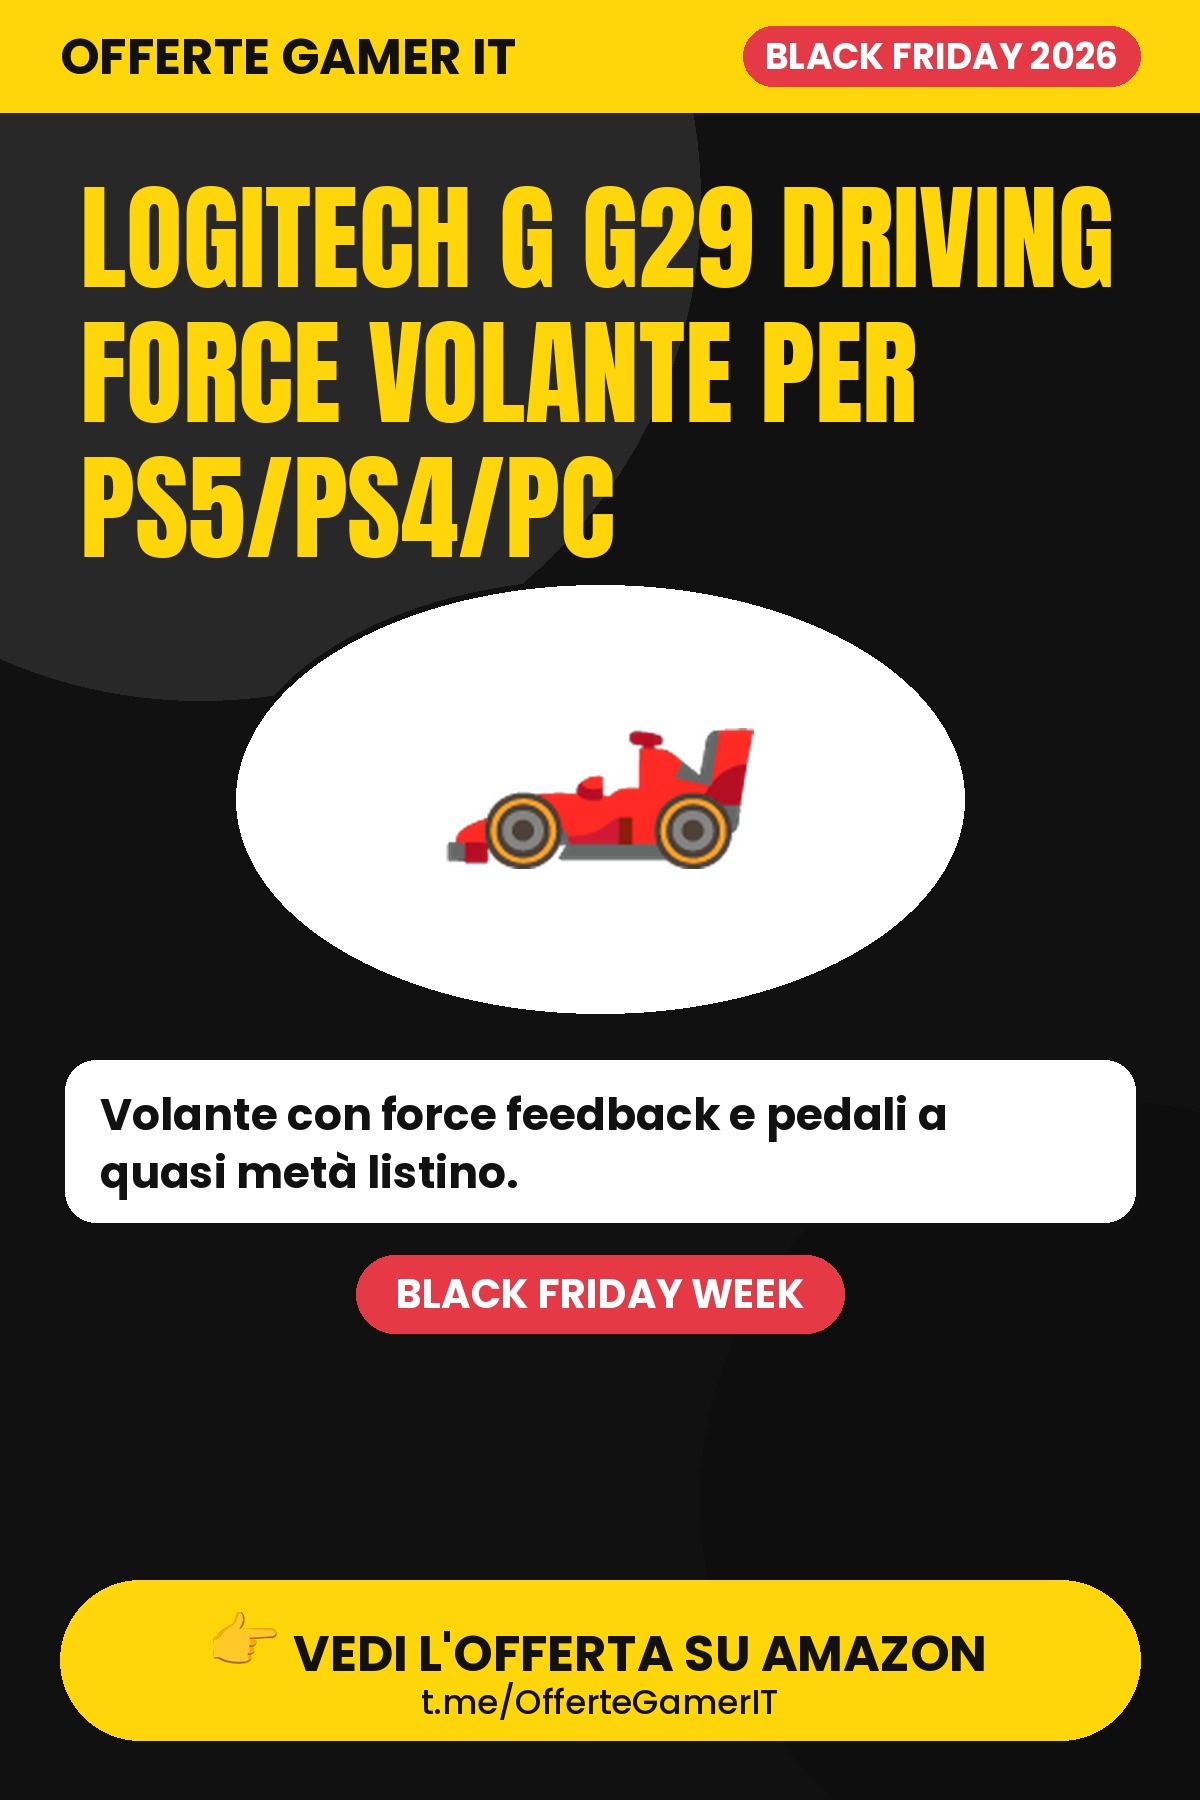 OFFERTE GAMER IT
BLACK FRIDAY 2026
LOGITECH G G29 DRIVING
FORCE VOLANTE PER
PS5/PS4/PC
Volante con force feedback e pedali a
quasi metà listino.
BLACK FRIDAY WEEK
👉 VEDI L'OFFERTA SU AMAZON
t.me/OfferteGamerIT